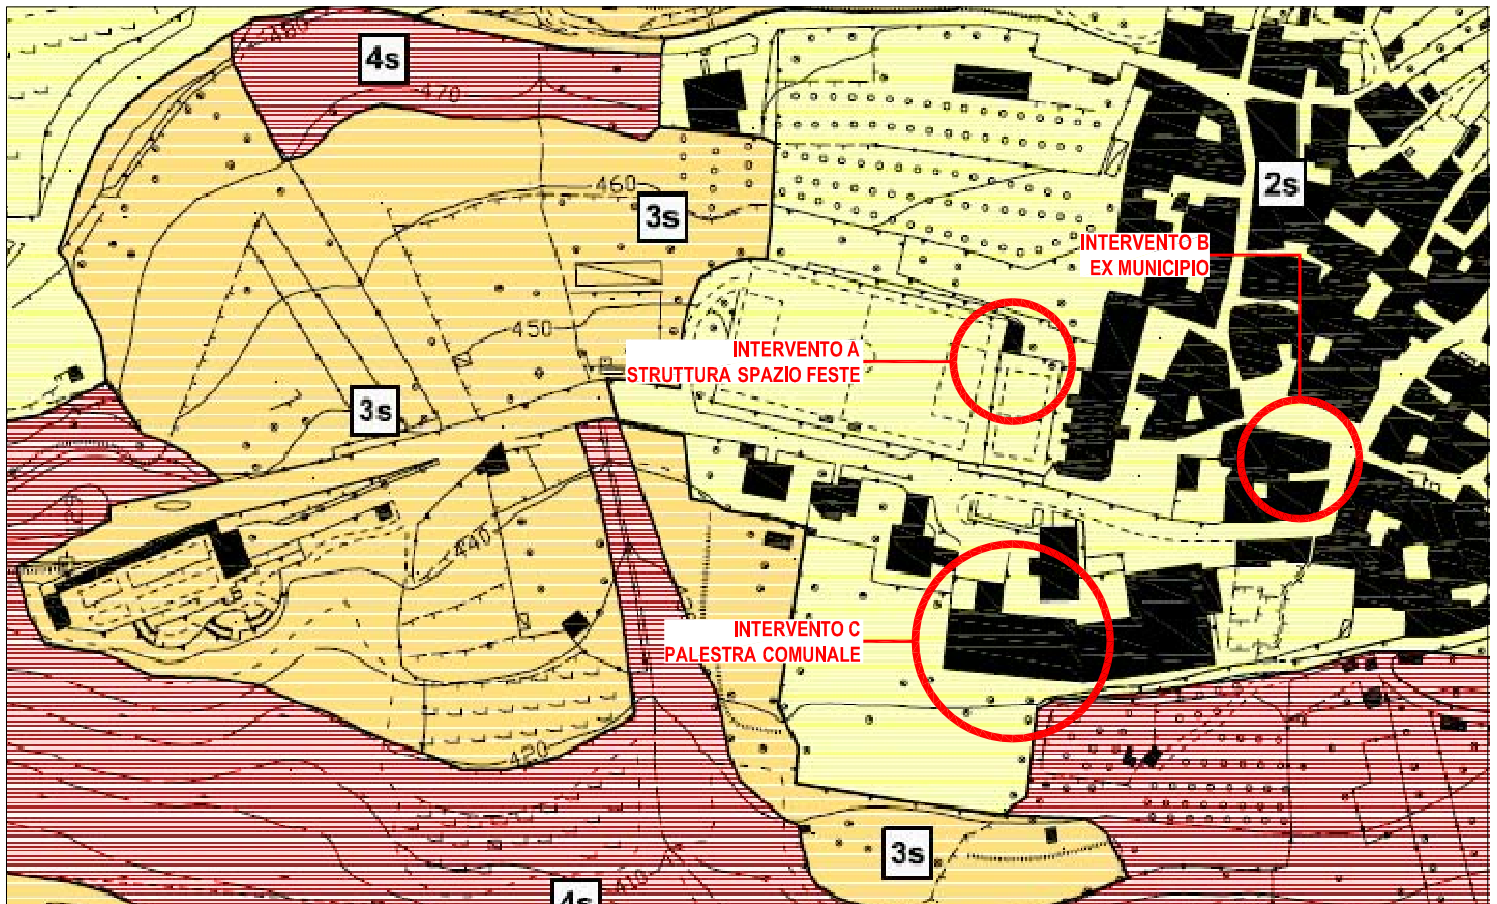 480
4s
470
2s
460
3s
INTERVENTO B
EX MUNICIPIO
450
INTERVENTO A
STRUTTURA SPAZIO FESTE
3s
440
INTERVENTO C
PALESTRA COMUNALE
420
3s
410
4s